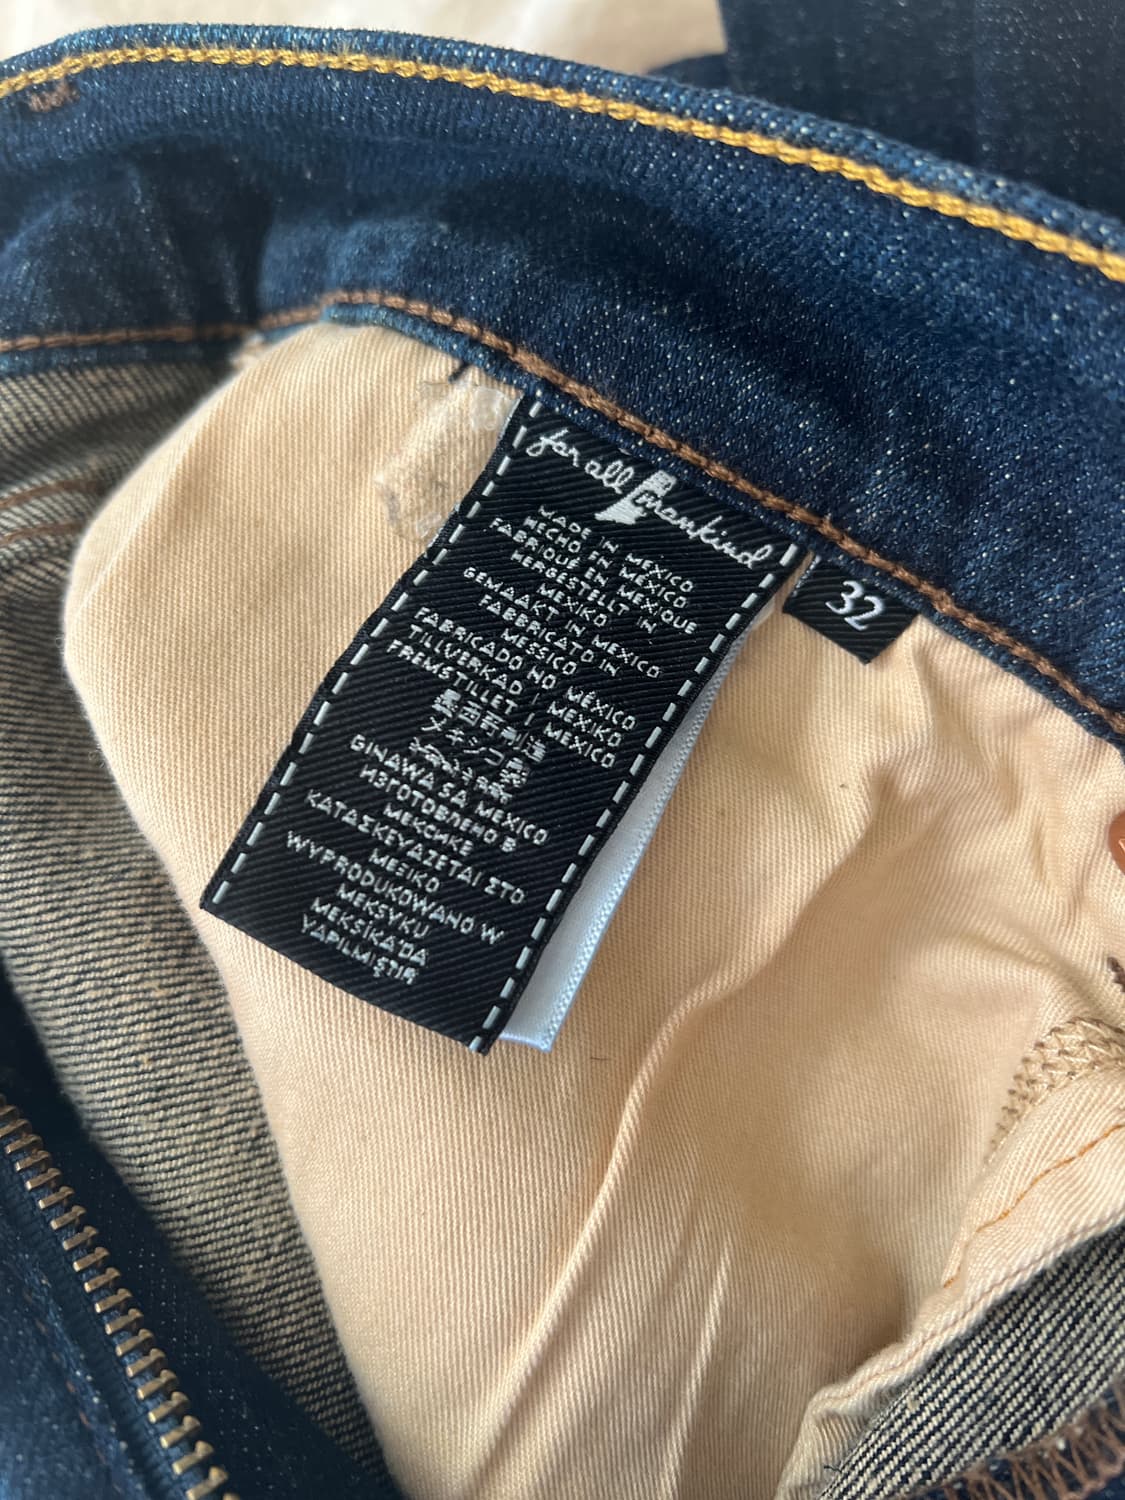 for all 7 mankind
32
MADE IN MEXICO
HECHO EN MÉXICO
FABRIQUÉ EN MEXIQUE
HERGESTELLT IN
MEXIKO
GEMAAKT IN MEXICO
FABBRICATO IN
MESSICO
FABRICADO NO MÉXICO
TILLVERKAD I MEXIKO
FREMSTILLET I MEXICO
墨西哥制造
メキシコ製
GINAWA SA MEXICO
ИЗГОТОВЛЕНО В
МЕКСИКЕ
ΚΑΤΑΣΚΕΥΑΖΕΤΑΙ ΣΤΟ
ΜΕΞΙΚΟ
WYPRODUKOWANO W
MEKSYKU
MEKSİKA'DA
YAPILMIŞTIR